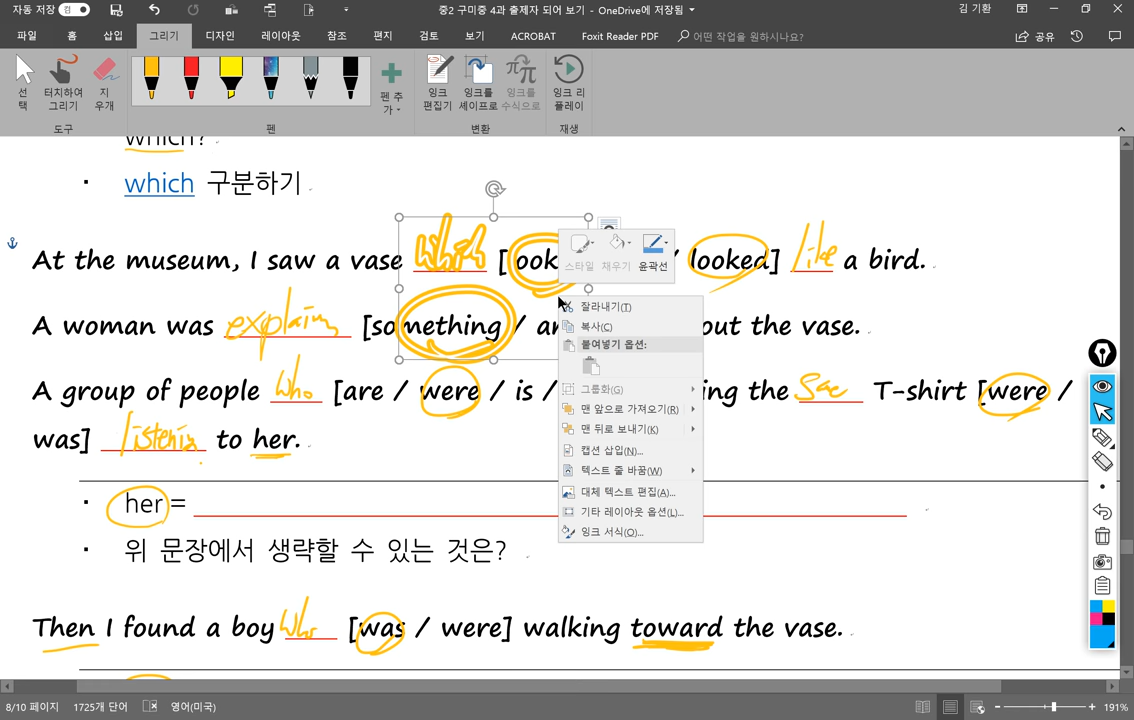 자동 저장 켬
중2 구미중 4과 출제자 되어 보기 - OneDrive에 저장됨
김 기환
파일 홈 삽입 그리기 디자인 레이아웃 참조 편지 검토 보기 ACROBAT Foxit Reader PDF 어떤 작업을 원하시나요? 공유
선택 터치하여 그리기 지우개 펜 추가 잉크 편집기 잉크를 셰이프로 잉크를 수식으로 잉크 리플레이
도구 펜 변환 재생
which?
· which 구분하기
At the museum, I saw a vase which [ook / looked] like a bird.
스타일 채우기 윤곽선
잘라내기(T)
A woman was explaining [something / an out the vase.
복사(C)
붙여넣기 옵션:
그룹화(G)
A group of people who [are / were / is / ing the sae T-shirt [were /
맨 앞으로 가져오기(R)
맨 뒤로 보내기(K)
was] listening to her.
캡션 삽입(N)...
텍스트 줄 바꿈(W)
대체 텍스트 편집(A)...
· her =
기타 레이아웃 옵션(L)...
잉크 서식(O)...
· 위 문장에서 생략할 수 있는 것은?
Then I found a boy who [was / were] walking toward the vase.
8/10 페이지 1725개 단어 영어(미국) 191%